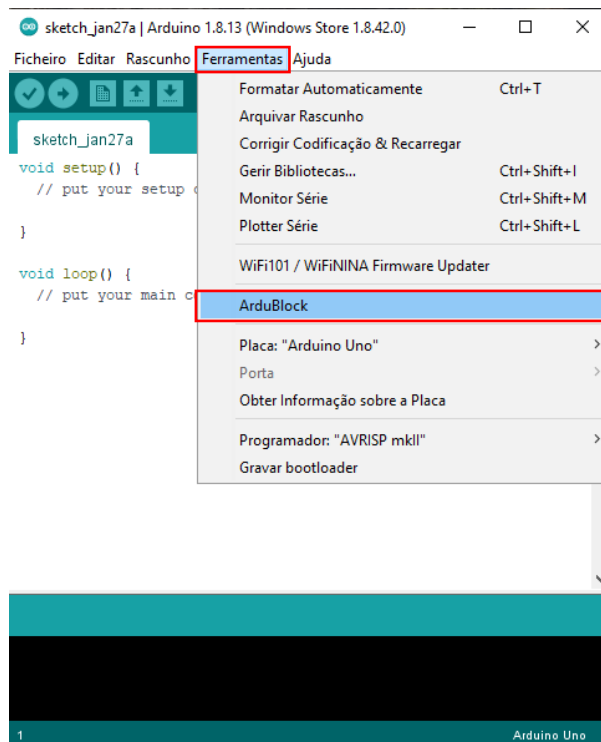 sketch_jan27a | Arduino 1.8.13 (Windows Store 1.8.42.0)
Ficheiro Editar Rascunho Ferramentas Ajuda
sketch_jan27a
void setup() {
// put your setup
}
void loop() {
// put your main
}
Formatar Automaticamente Ctrl+T
Arquivar Rascunho
Corrigir Codificação & Recarregar
Gerir Bibliotecas... Ctrl+Shift+I
Monitor Série Ctrl+Shift+M
Plotter Série Ctrl+Shift+L
WiFi101 / WiFiNINA Firmware Updater
ArduBlock
Placa: "Arduino Uno"
Porta
Obter Informação sobre a Placa
Programador: "AVRISP mkII"
Gravar bootloader
1 Arduino Uno